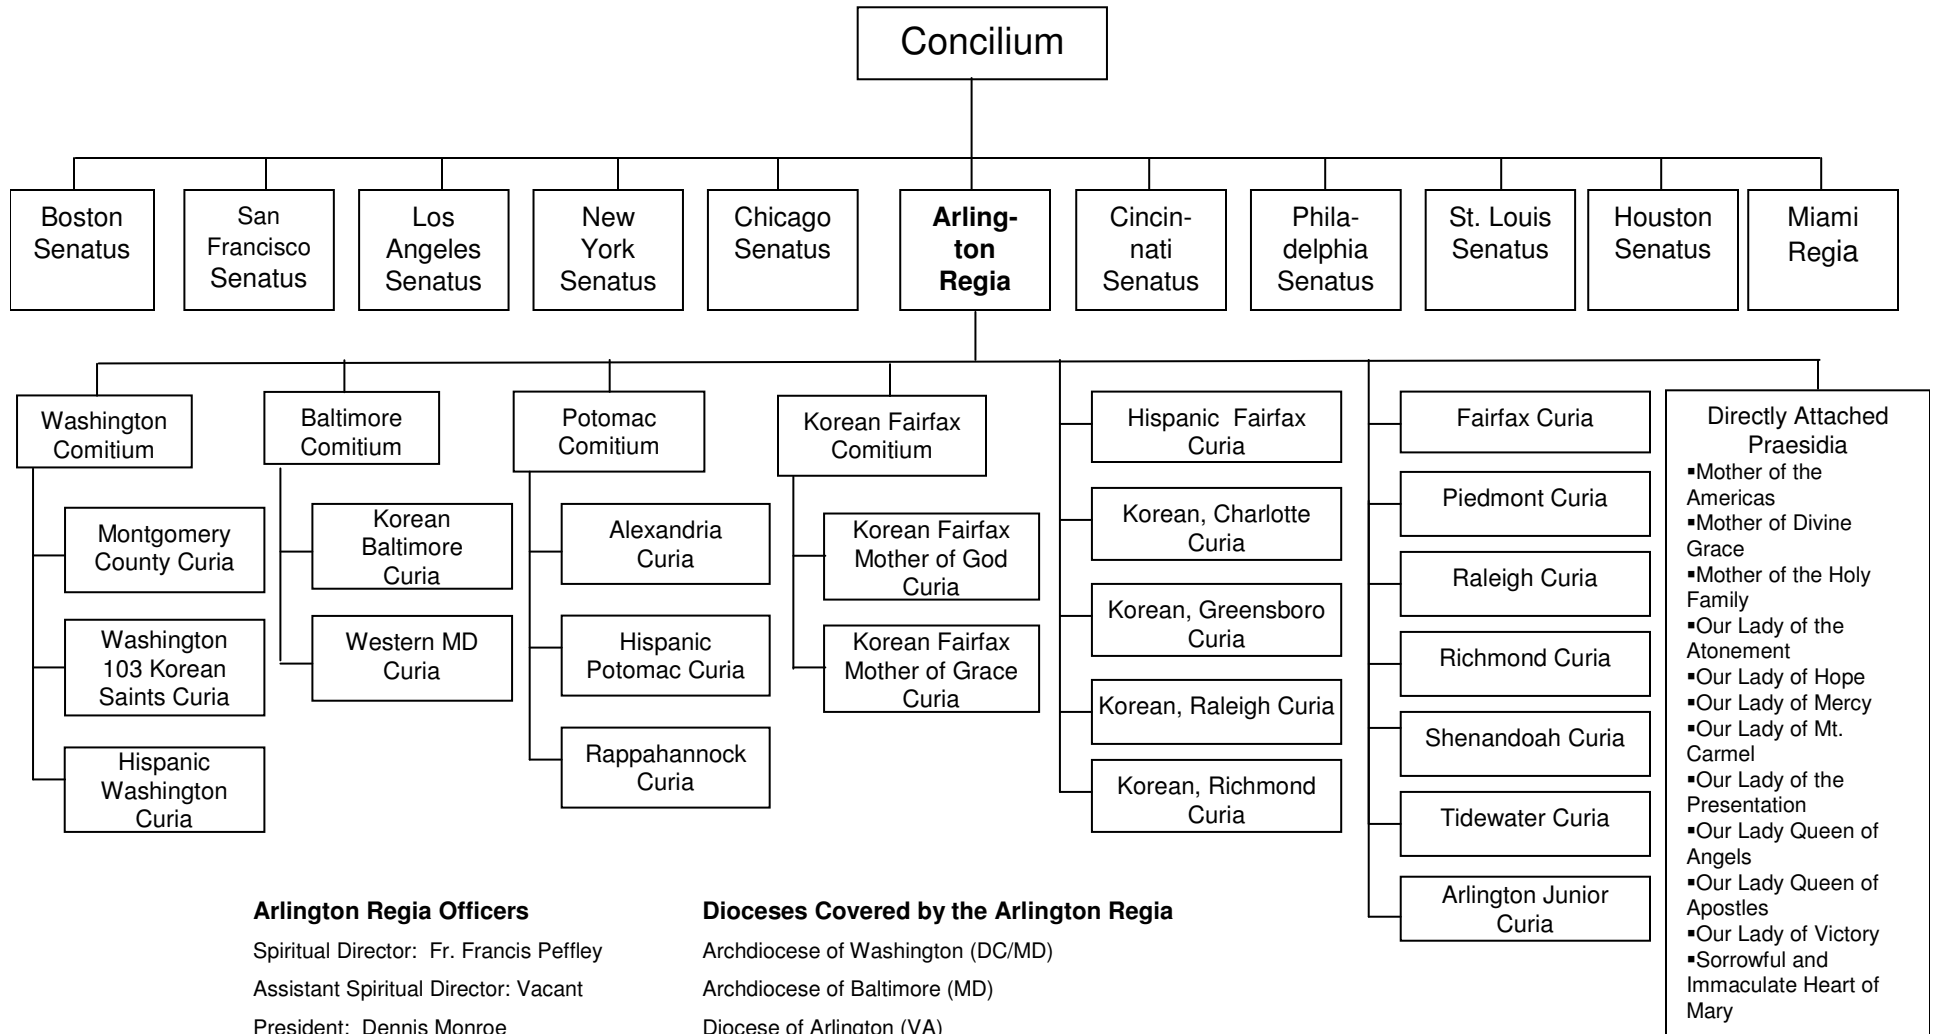 Concilium
Boston
Senatus
San
Francisco
Senatus
Los
Angeles
Senatus
New
York
Senatus
Chicago
Senatus
Arling-
ton
Regia
Cincin-
nati
Senatus
Phila-
delphia
Senatus
St. Louis
Senatus
Houston
Senatus
Miami
Regia
Washington
Comitium
Montgomery
County Curia
Washington
103 Korean
Saints Curia
Hispanic
Washington
Curia
Baltimore
Comitium
Korean
Baltimore
Curia
Western MD
Curia
Potomac
Comitium
Alexandria
Curia
Hispanic
Potomac Curia
Rappahannock
Curia
Korean Fairfax
Comitium
Korean Fairfax
Mother of God
Curia
Korean Fairfax
Mother of Grace
Curia
Hispanic Fairfax
Curia
Korean, Charlotte
Curia
Korean, Greensboro
Curia
Korean, Raleigh Curia
Korean, Richmond
Curia
Fairfax Curia
Piedmont Curia
Raleigh Curia
Richmond Curia
Shenandoah Curia
Tidewater Curia
Arlington Junior
Curia
Directly Attached
Praesidia
▪Mother of the
Americas
▪Mother of Divine
Grace
▪Mother of the Holy
Family
▪Our Lady of the
Atonement
▪Our Lady of Hope
▪Our Lady of Mercy
▪Our Lady of Mt.
Carmel
▪Our Lady of the
Presentation
▪Our Lady Queen of
Angels
▪Our Lady Queen of
Apostles
▪Our Lady of Victory
▪Sorrowful and
Immaculate Heart of
Mary
Arlington Regia Officers
Spiritual Director: Fr. Francis Peffley
Assistant Spiritual Director: Vacant
President: Dennis Monroe
Dioceses Covered by the Arlington Regia
Archdiocese of Washington (DC/MD)
Archdiocese of Baltimore (MD)
Diocese of Arlington (VA)